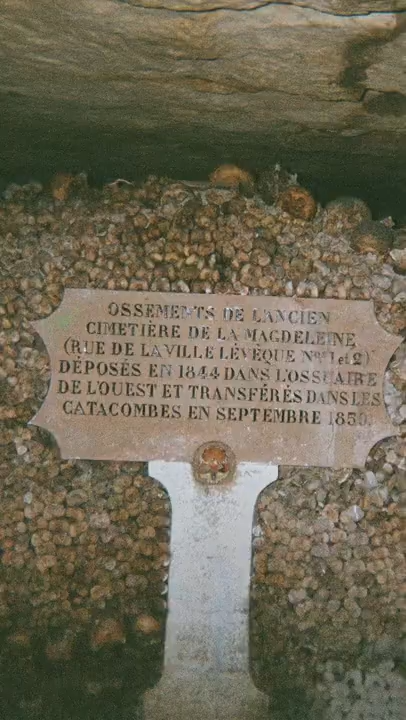 OSSEMENTS DE L'ANCIEN
CIMETIÈRE DE LA MAGDELEINE
(RUE DE LA VILLE LÉVÊQUE Nos 1 et 2)
DÉPOSÉS EN 1844 DANS L'OSSUAIRE
DE L'OUEST ET TRANSFÉRÉS DANS LES
CATACOMBES EN SEPTEMBRE 1859.